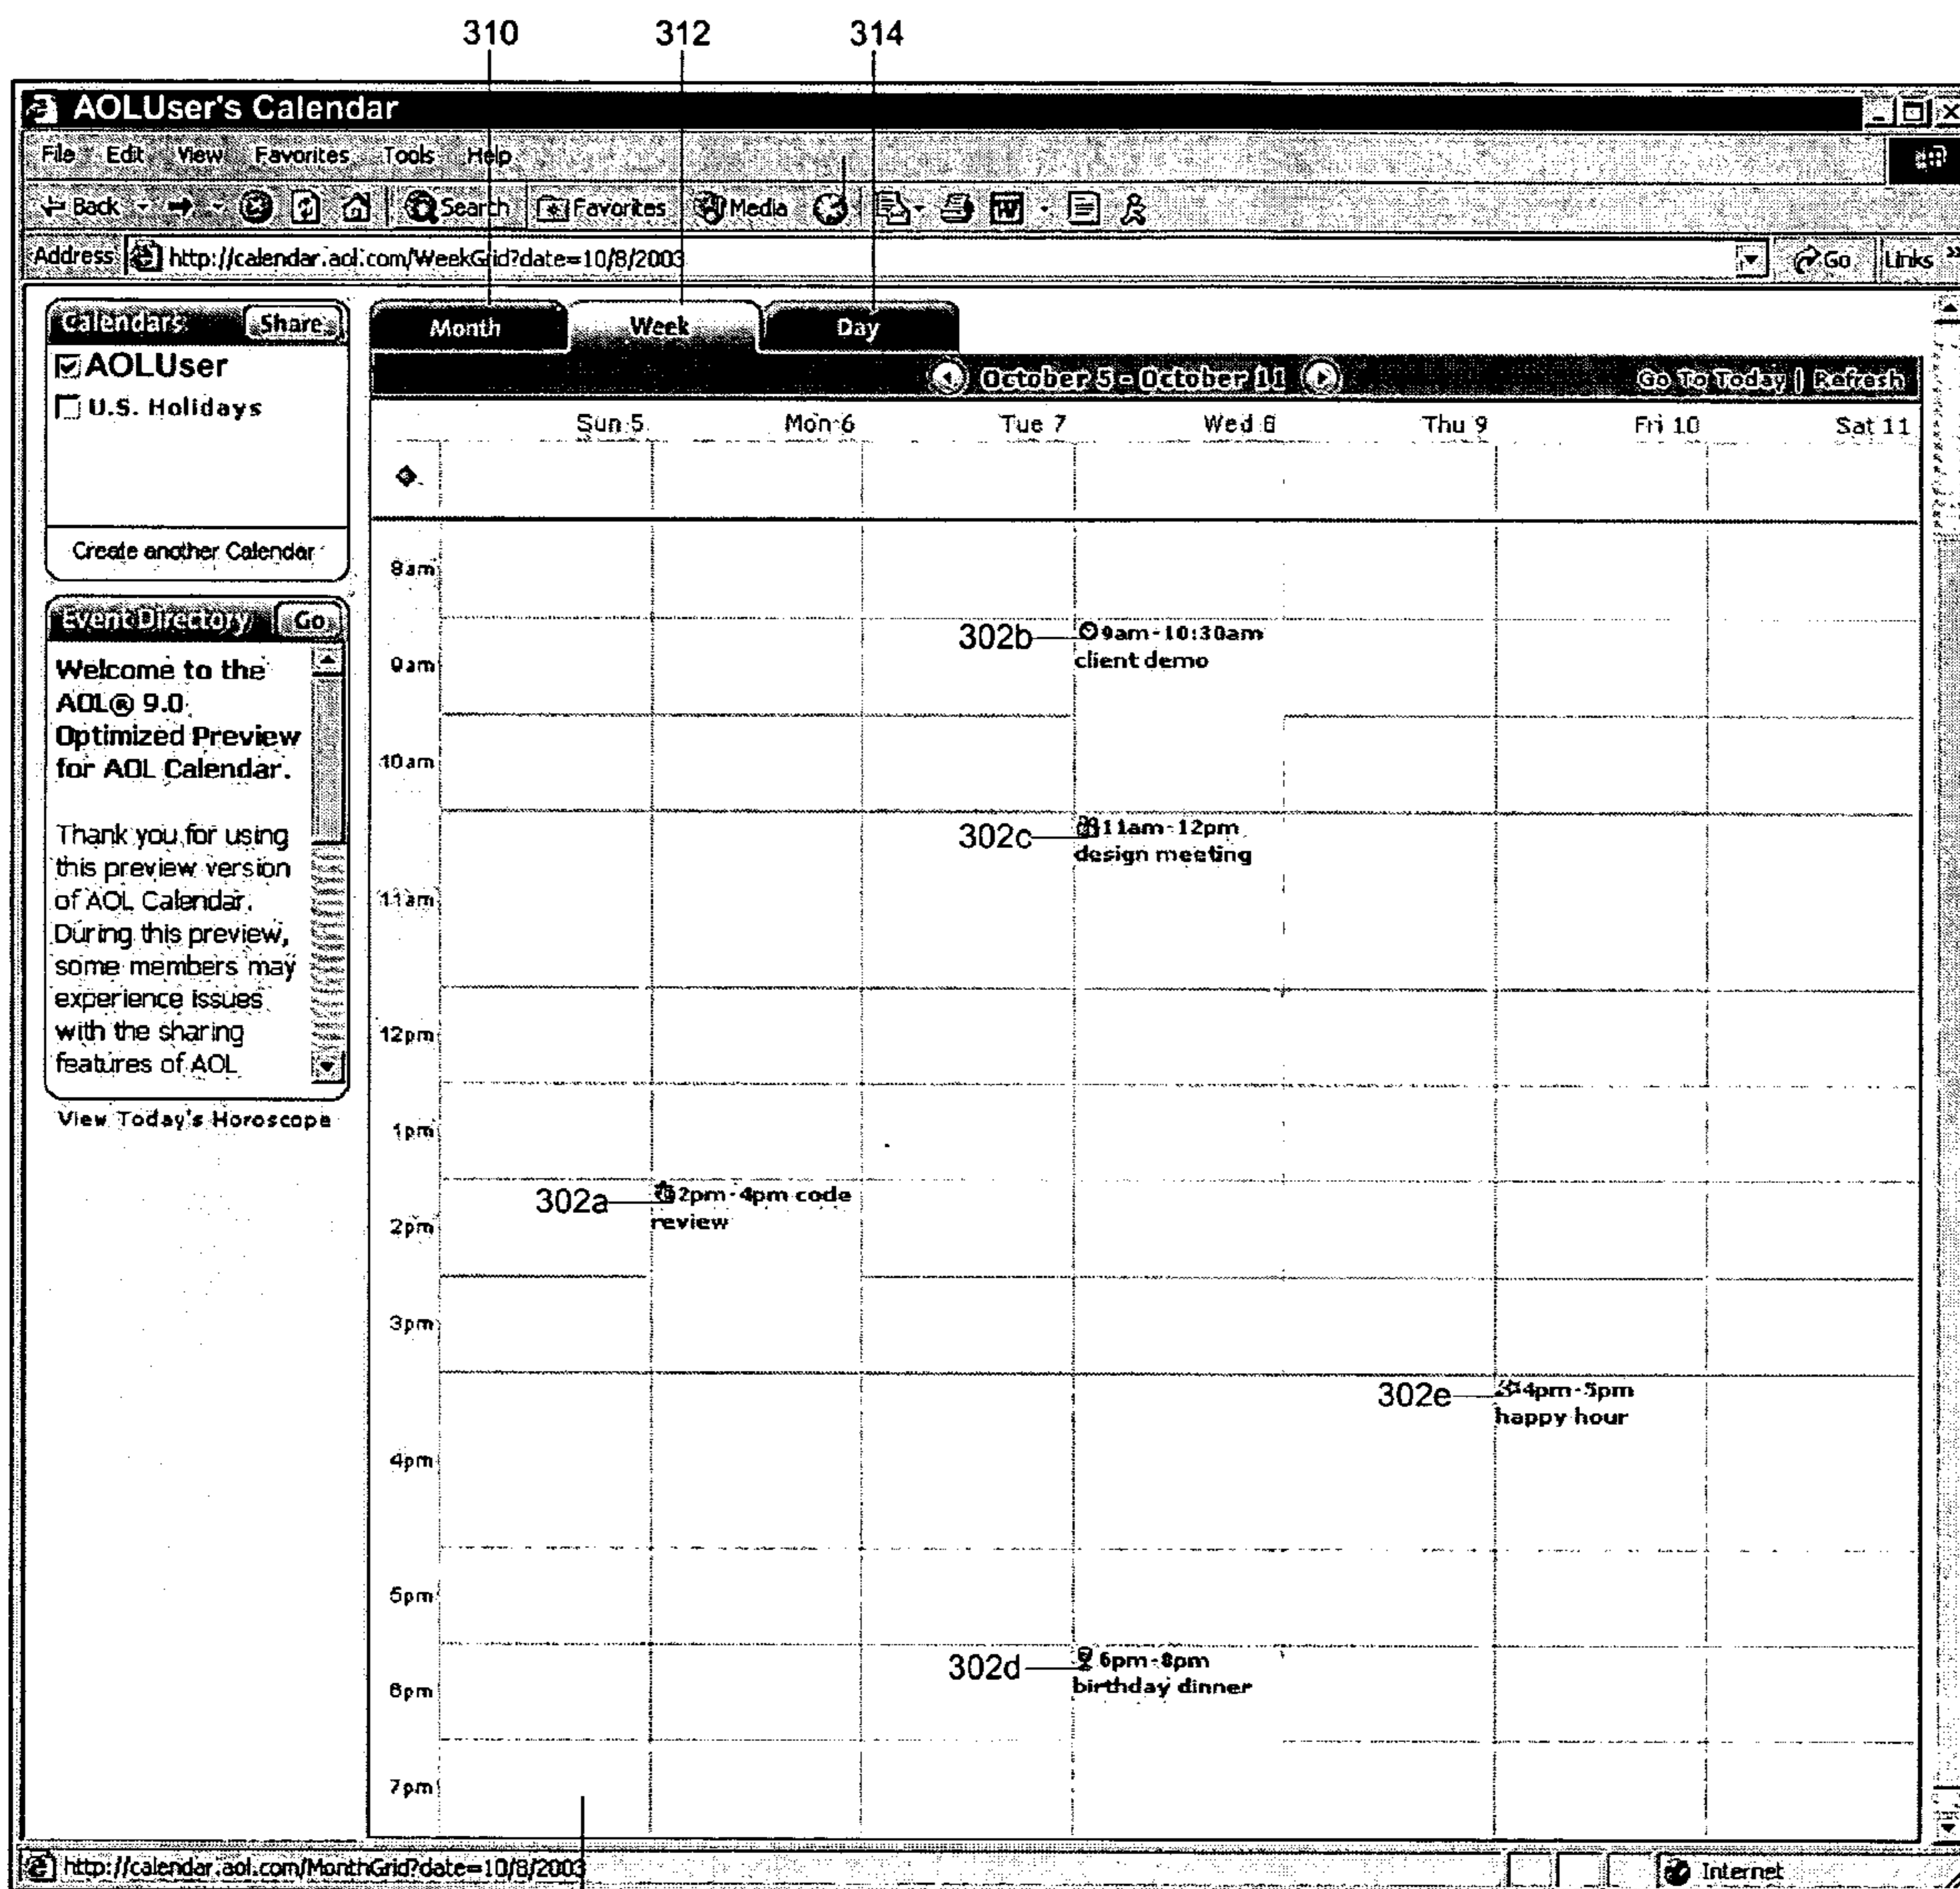 310 312 314
AOLUser's Calendar
File Edit View Favorites Tools Help
Back Search Favorites Media
Address http://calendar.aol.com/WeekGrid?date=10/8/2003 Go Links »
Calendars Share
AOLUser
U.S. Holidays
Create another Calendar
Event Directory Go
Welcome to the
AOL® 9.0
Optimized Preview
for AOL Calendar.
Thank you for using
this preview version
of AOL Calendar.
During this preview,
some members may
experience issues
with the sharing
features of AOL
View Today's Horoscope
Month Week Day
October 5 - October 11
Go To Today | Refresh
Sun 5 Mon 6 Tue 7 Wed 8 Thu 9 Fri 10 Sat 11
8am
302b 9am-10:30am
client demo
9am
10am
302c 11am-12pm
design meeting
11am
12pm
1pm
302a 2pm-4pm code
review
2pm
3pm
302e 4pm-5pm
happy hour
4pm
5pm
302d 6pm-8pm
birthday dinner
6pm
7pm
http://calendar.aol.com/MonthGrid?date=10/8/2003 Internet